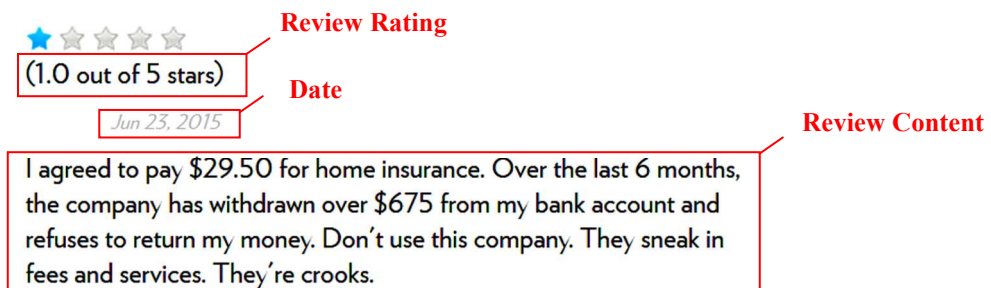 Review Rating
(1.0 out of 5 stars)
Date
Jun 23, 2015
Review Content
I agreed to pay $29.50 for home insurance. Over the last 6 months,
the company has withdrawn over $675 from my bank account and
refuses to return my money. Don't use this company. They sneak in
fees and services. They're crooks.